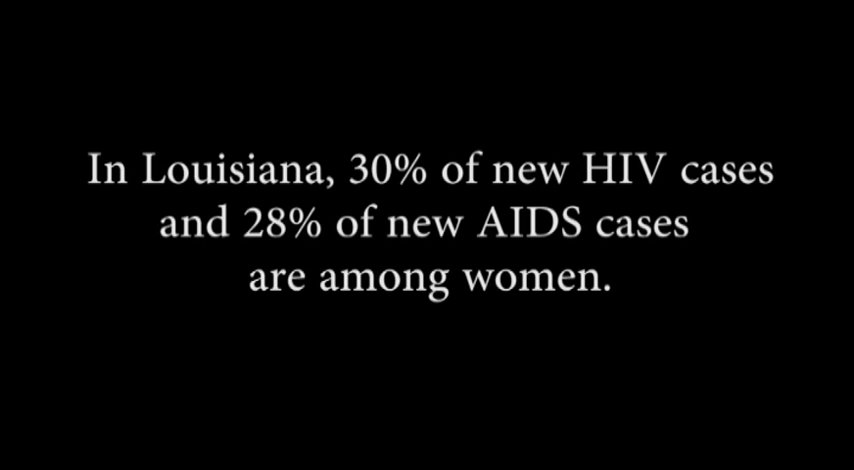 In Louisiana, 30% of new HIV cases
and 28% of new AIDS cases
are among women.